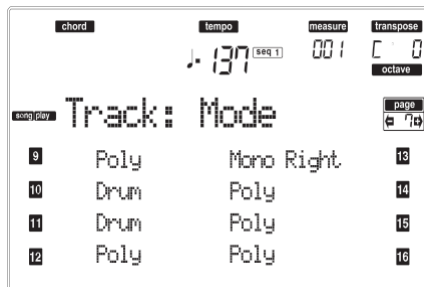 chord tempo measure transpose
♩. 137 seq 1 001 C 0
octave
song play Track: Mode page 7
9 Poly Mono Right 13
10 Drum Poly 14
11 Drum Poly 15
12 Poly Poly 16